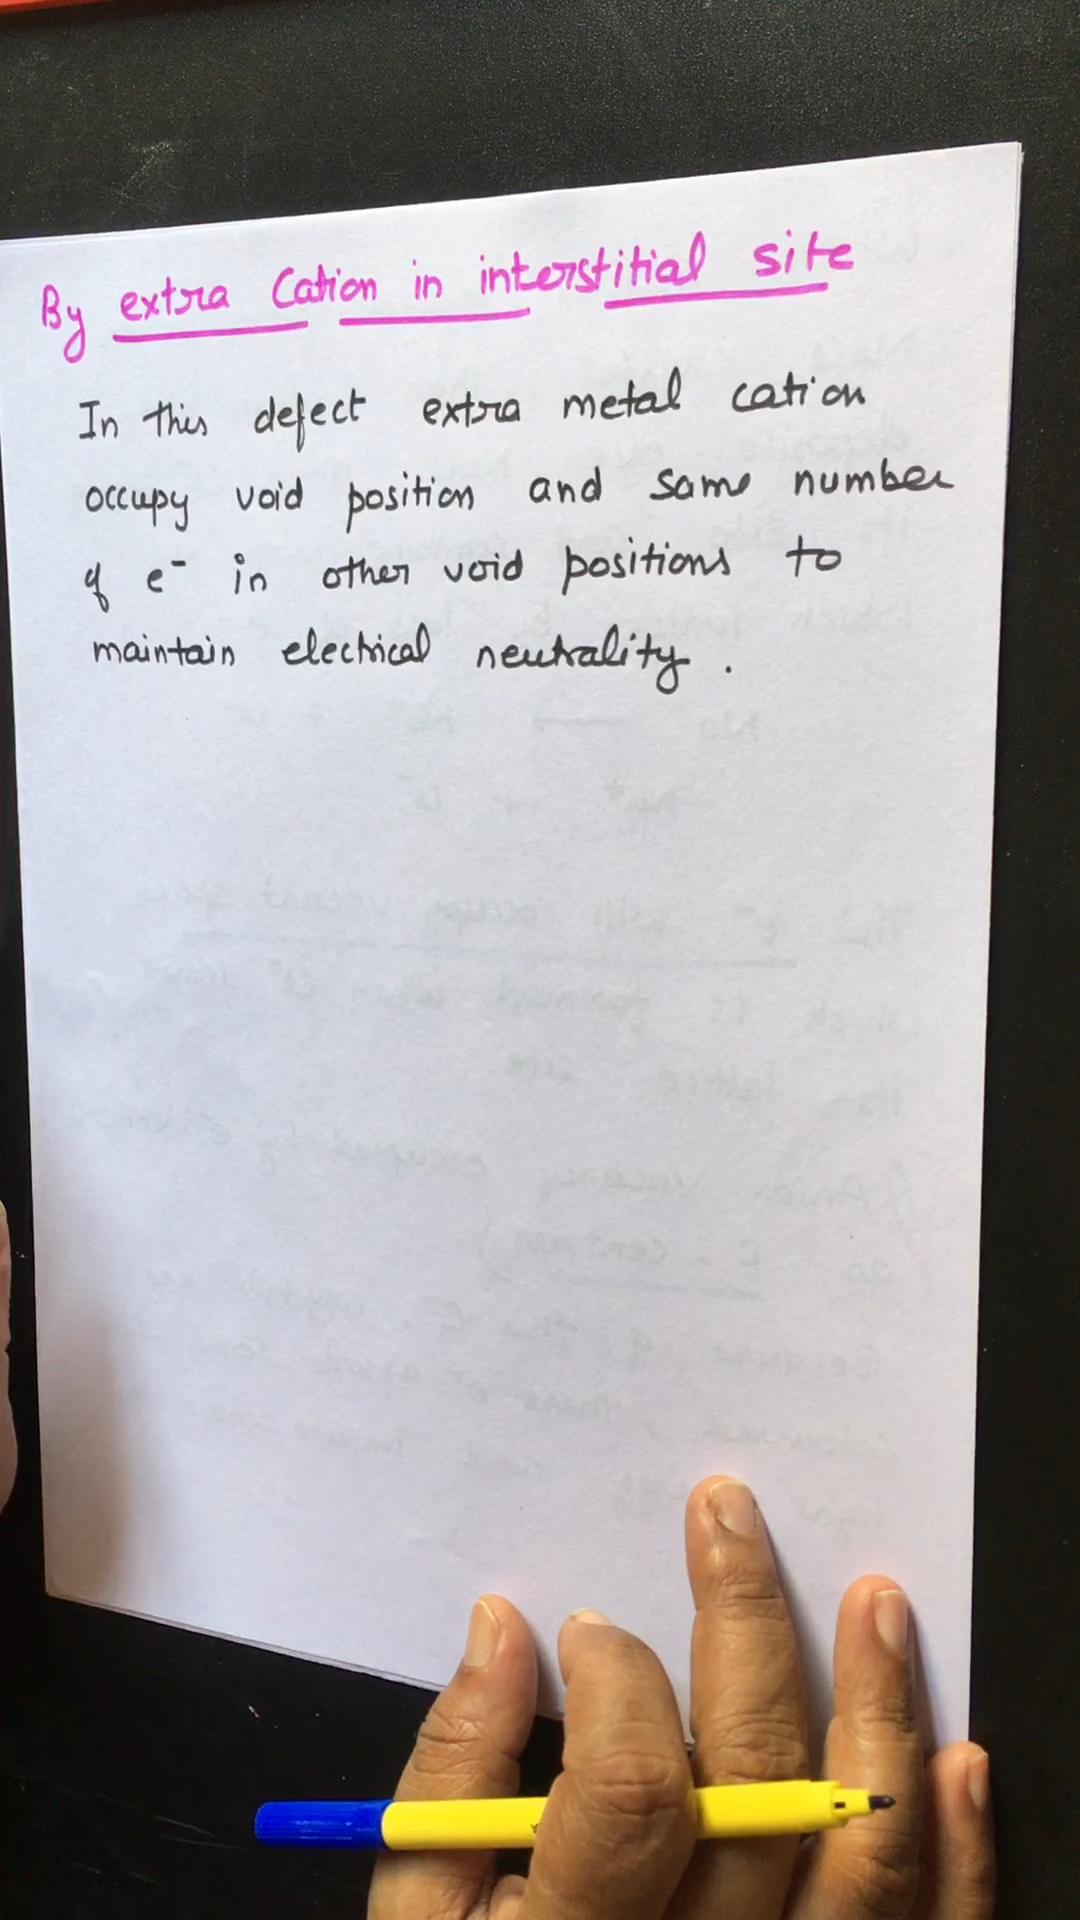 By extra Cation in interstitial site
In this defect extra metal cation
occupy void position and same number
of e⁻ in other void positions to
maintain electrical neutrality .